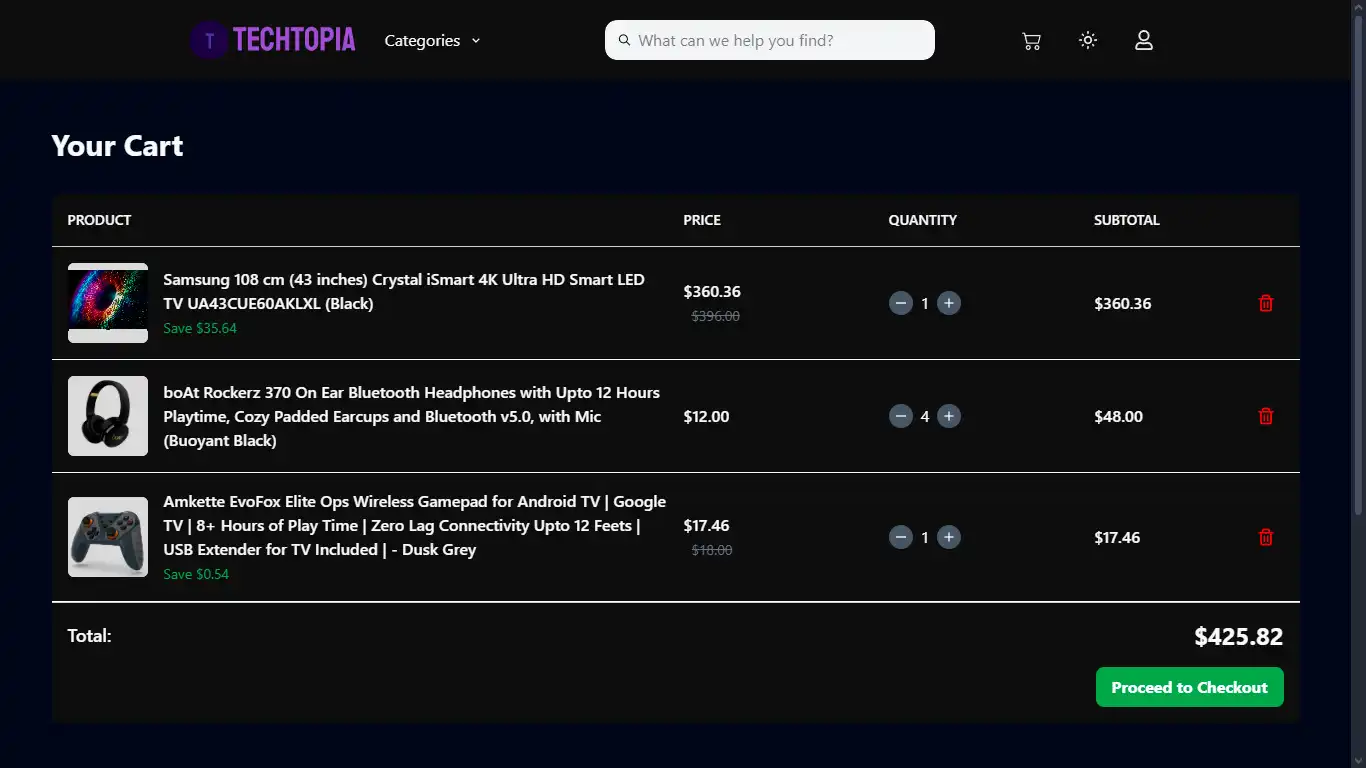 T TECHTOPIA Categories What can we help you find?
Your Cart
PRODUCT PRICE QUANTITY SUBTOTAL
Samsung 108 cm (43 inches) Crystal iSmart 4K Ultra HD Smart LED
TV UA43CUE60AKLXL (Black)
Save $35.64
$360.36
$396.00
1
$360.36
boAt Rockerz 370 On Ear Bluetooth Headphones with Upto 12 Hours
Playtime, Cozy Padded Earcups and Bluetooth v5.0, with Mic
(Buoyant Black)
$12.00
4
$48.00
Amkette EvoFox Elite Ops Wireless Gamepad for Android TV | Google
TV | 8+ Hours of Play Time | Zero Lag Connectivity Upto 12 Feets |
USB Extender for TV Included | - Dusk Grey
Save $0.54
$17.46
$18.00
1
$17.46
Total: $425.82
Proceed to Checkout